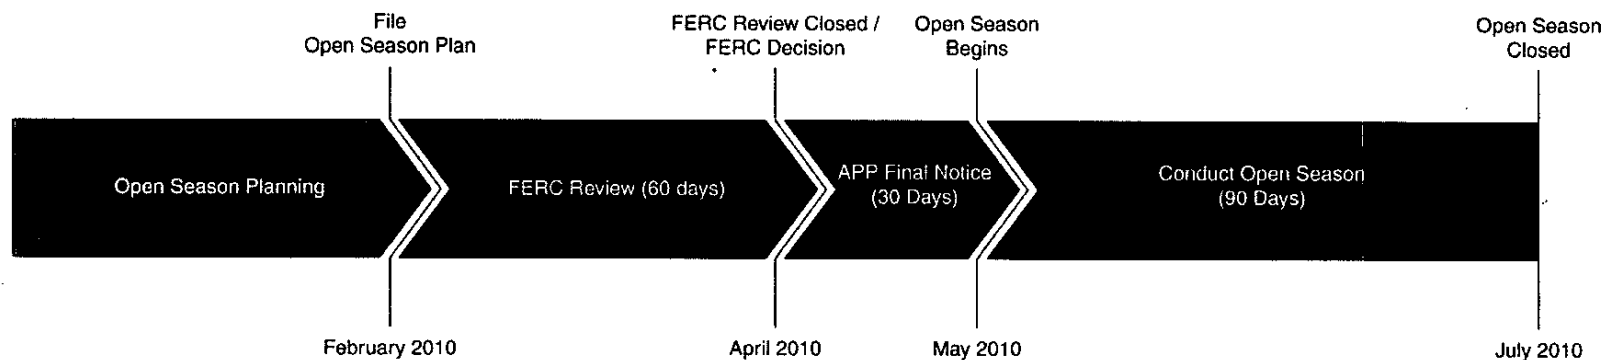 File
Open Season Plan
FERC Review Closed /
FERC Decision
Open Season
Begins
Open Season
Closed
Open Season Planning
FERC Review (60 days)
APP Final Notice
(30 Days)
Conduct Open Season
(90 Days)
February 2010
April 2010
May 2010
July 2010